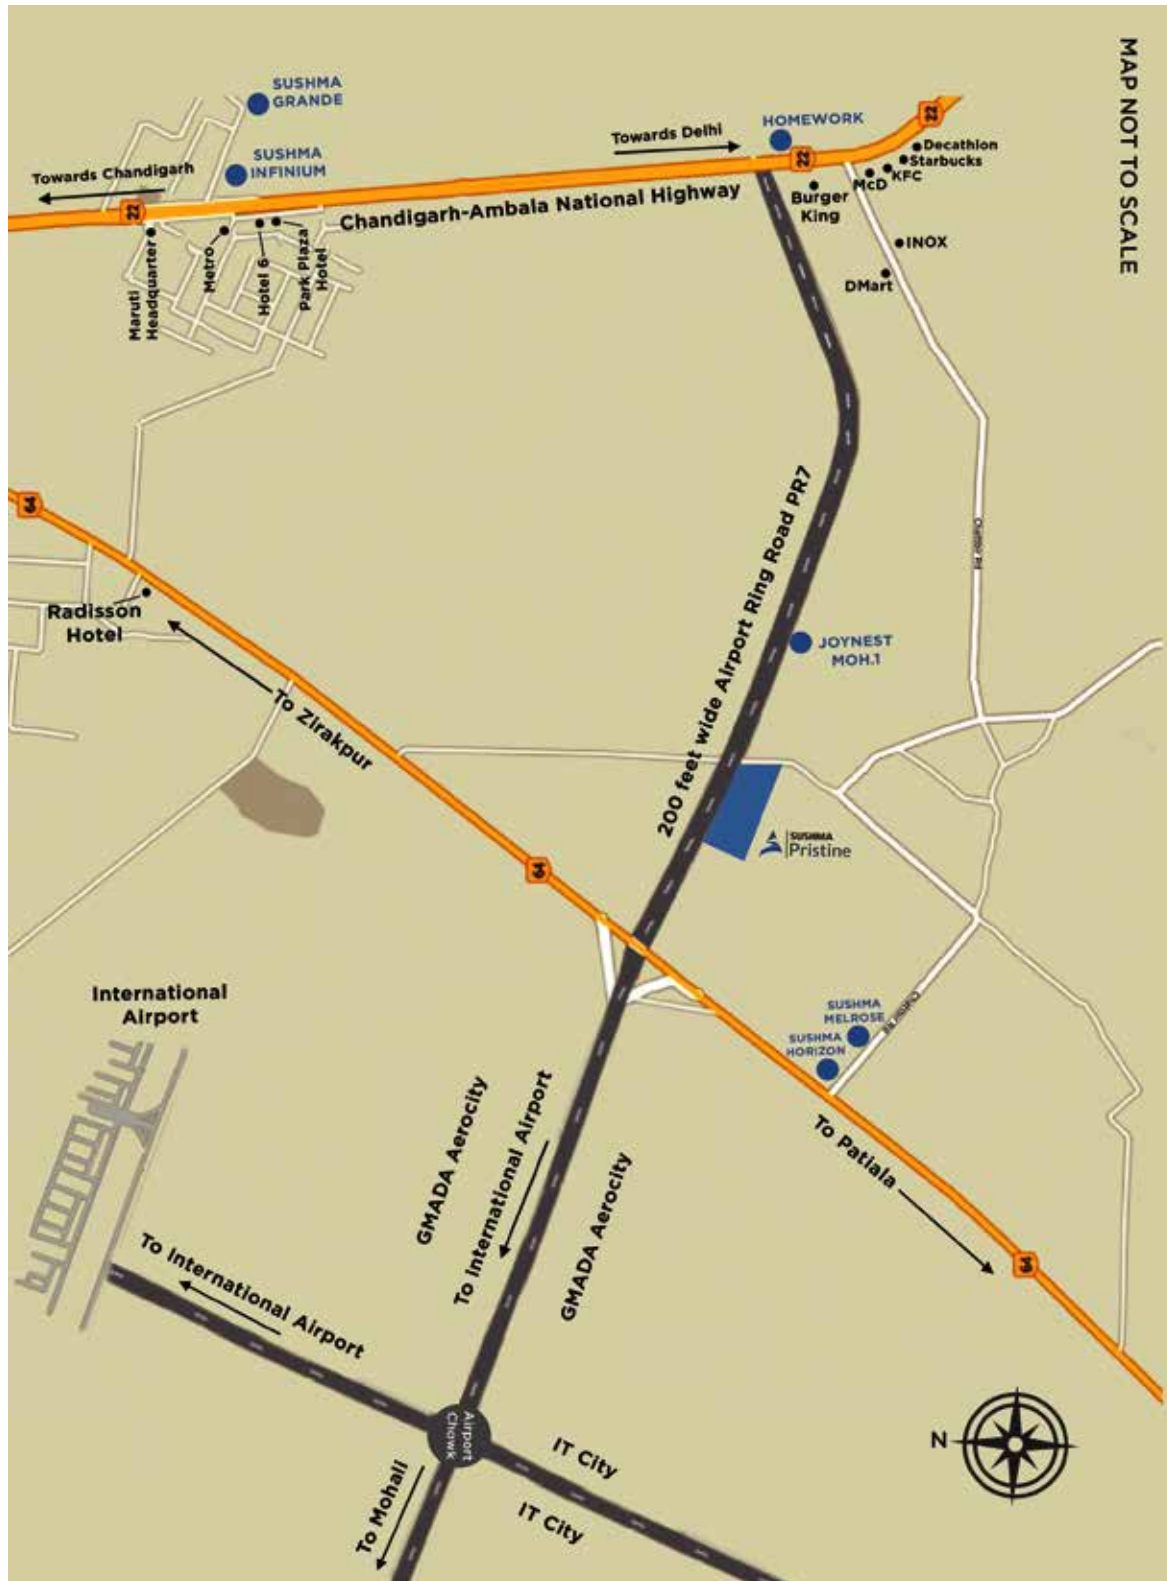 MAP NOT TO SCALE
SUSHMA
GRANDE
SUSHMA
INFINIUM
Towards Chandigarh
22
Towards Delhi
HOMEWORK
22
22
Decathlon
Starbucks
KFC
McD
Burger
King
INOX
DMart
Chandigarh-Ambala National Highway
Maruti
Headquarter
Metro
Hotel 6
Park Plaza
Hotel
64
Radisson
Hotel
To Zirakpur
200 feet wide Airport Ring Road PR7
JOYNEST
MOH.1
SUSHMA
Pristine
64
International
Airport
SUSHMA
MELROSE
SUSHMA
HORIZON
To Patiala
64
GMADA Aerocity
To International Airport
GMADA Aerocity
To International Airport
Airport
Chowk
IT City
IT City
To Mohali
N